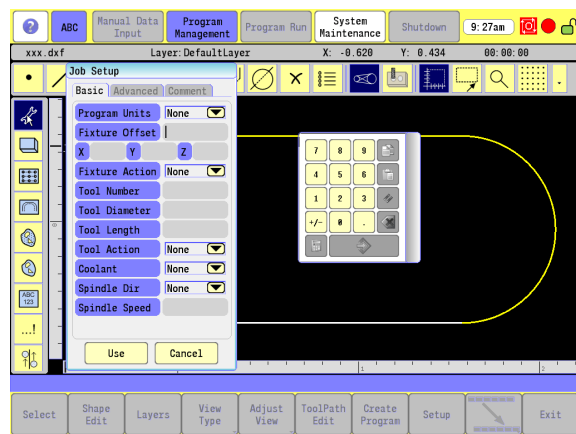 ?
ABC
Manual Data Input
Program Management
Program Run
System Maintenance
Shutdown
9:27am
xxx.dxf Layer:DefaultLayer X: -0.620 Y: 0.434 00:00:00
Job Setup
Basic Advanced Comment
Program Units None
Fixture Offset
X Y Z
Fixture Action None
Tool Number
Tool Diameter
Tool Length
Tool Action None
Coolant None
Spindle Dir None
Spindle Speed
Use Cancel
7 8 9
4 5 6
1 2 3
+/- 0 .
ABC
123
...!
0
1 2
Select
Shape Edit
Layers
View Type
Adjust View
ToolPath Edit
Create Program
Setup
Exit